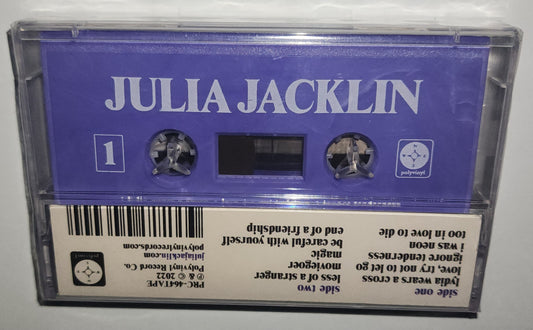 JULIA JACKLIN
1
N
W E
S
polyvinyl
side one
lydia wears a cross
love, try not to let go
ignore tenderness
i was neon
too in love to die
side two
less of a stranger
moviegoer
magic
be careful with yourself
end of a friendship
PRC-464TAPE
℗ & © 2022
Polyvinyl Record Co.
juliajacklin.com
polyvinylrecords.com
polyvinyl